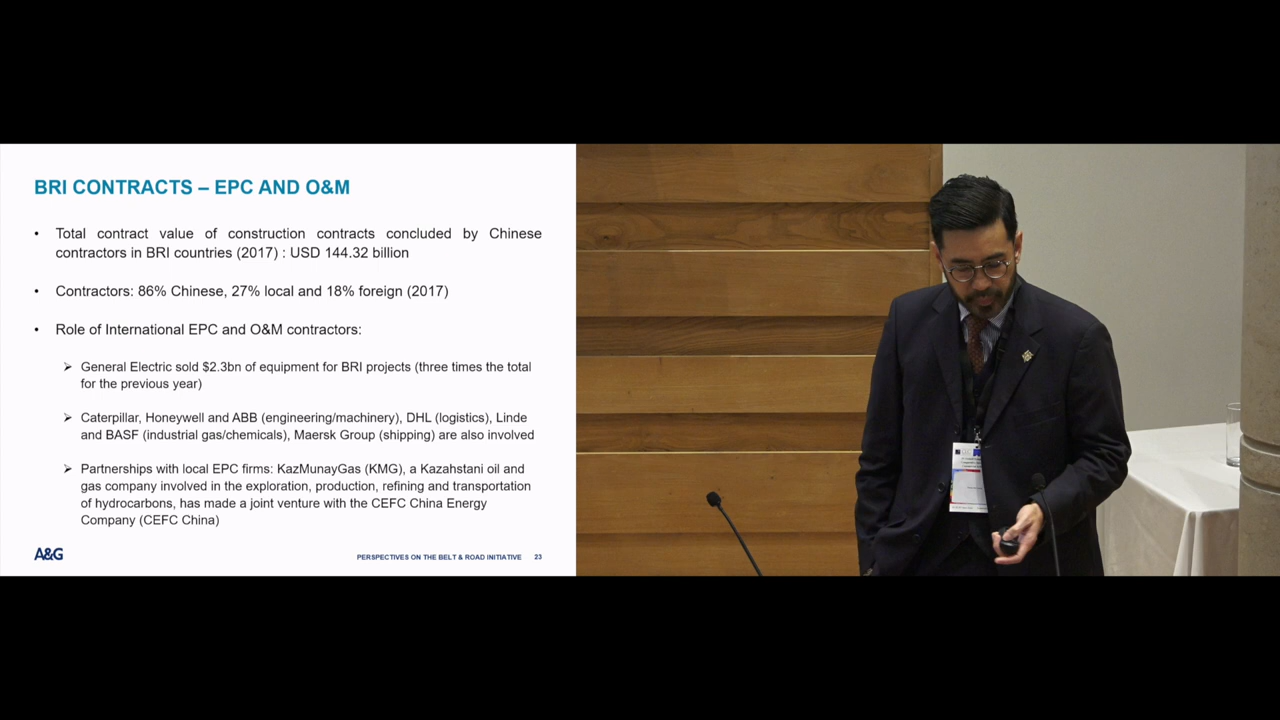 BRI CONTRACTS – EPC AND O&M
• Total contract value of construction contracts concluded by Chinese
contractors in BRI countries (2017) : USD 144.32 billion
• Contractors: 86% Chinese, 27% local and 18% foreign (2017)
• Role of International EPC and O&M contractors:
➢ General Electric sold $2.3bn of equipment for BRI projects (three times the total
for the previous year)
➢ Caterpillar, Honeywell and ABB (engineering/machinery), DHL (logistics), Linde
and BASF (industrial gas/chemicals), Maersk Group (shipping) are also involved
➢ Partnerships with local EPC firms: KazMunayGas (KMG), a Kazahstani oil and
gas company involved in the exploration, production, refining and transportation
of hydrocarbons, has made a joint venture with the CEFC China Energy
Company (CEFC China)
A&G
PERSPECTIVES ON THE BELT & ROAD INITIATIVE 23